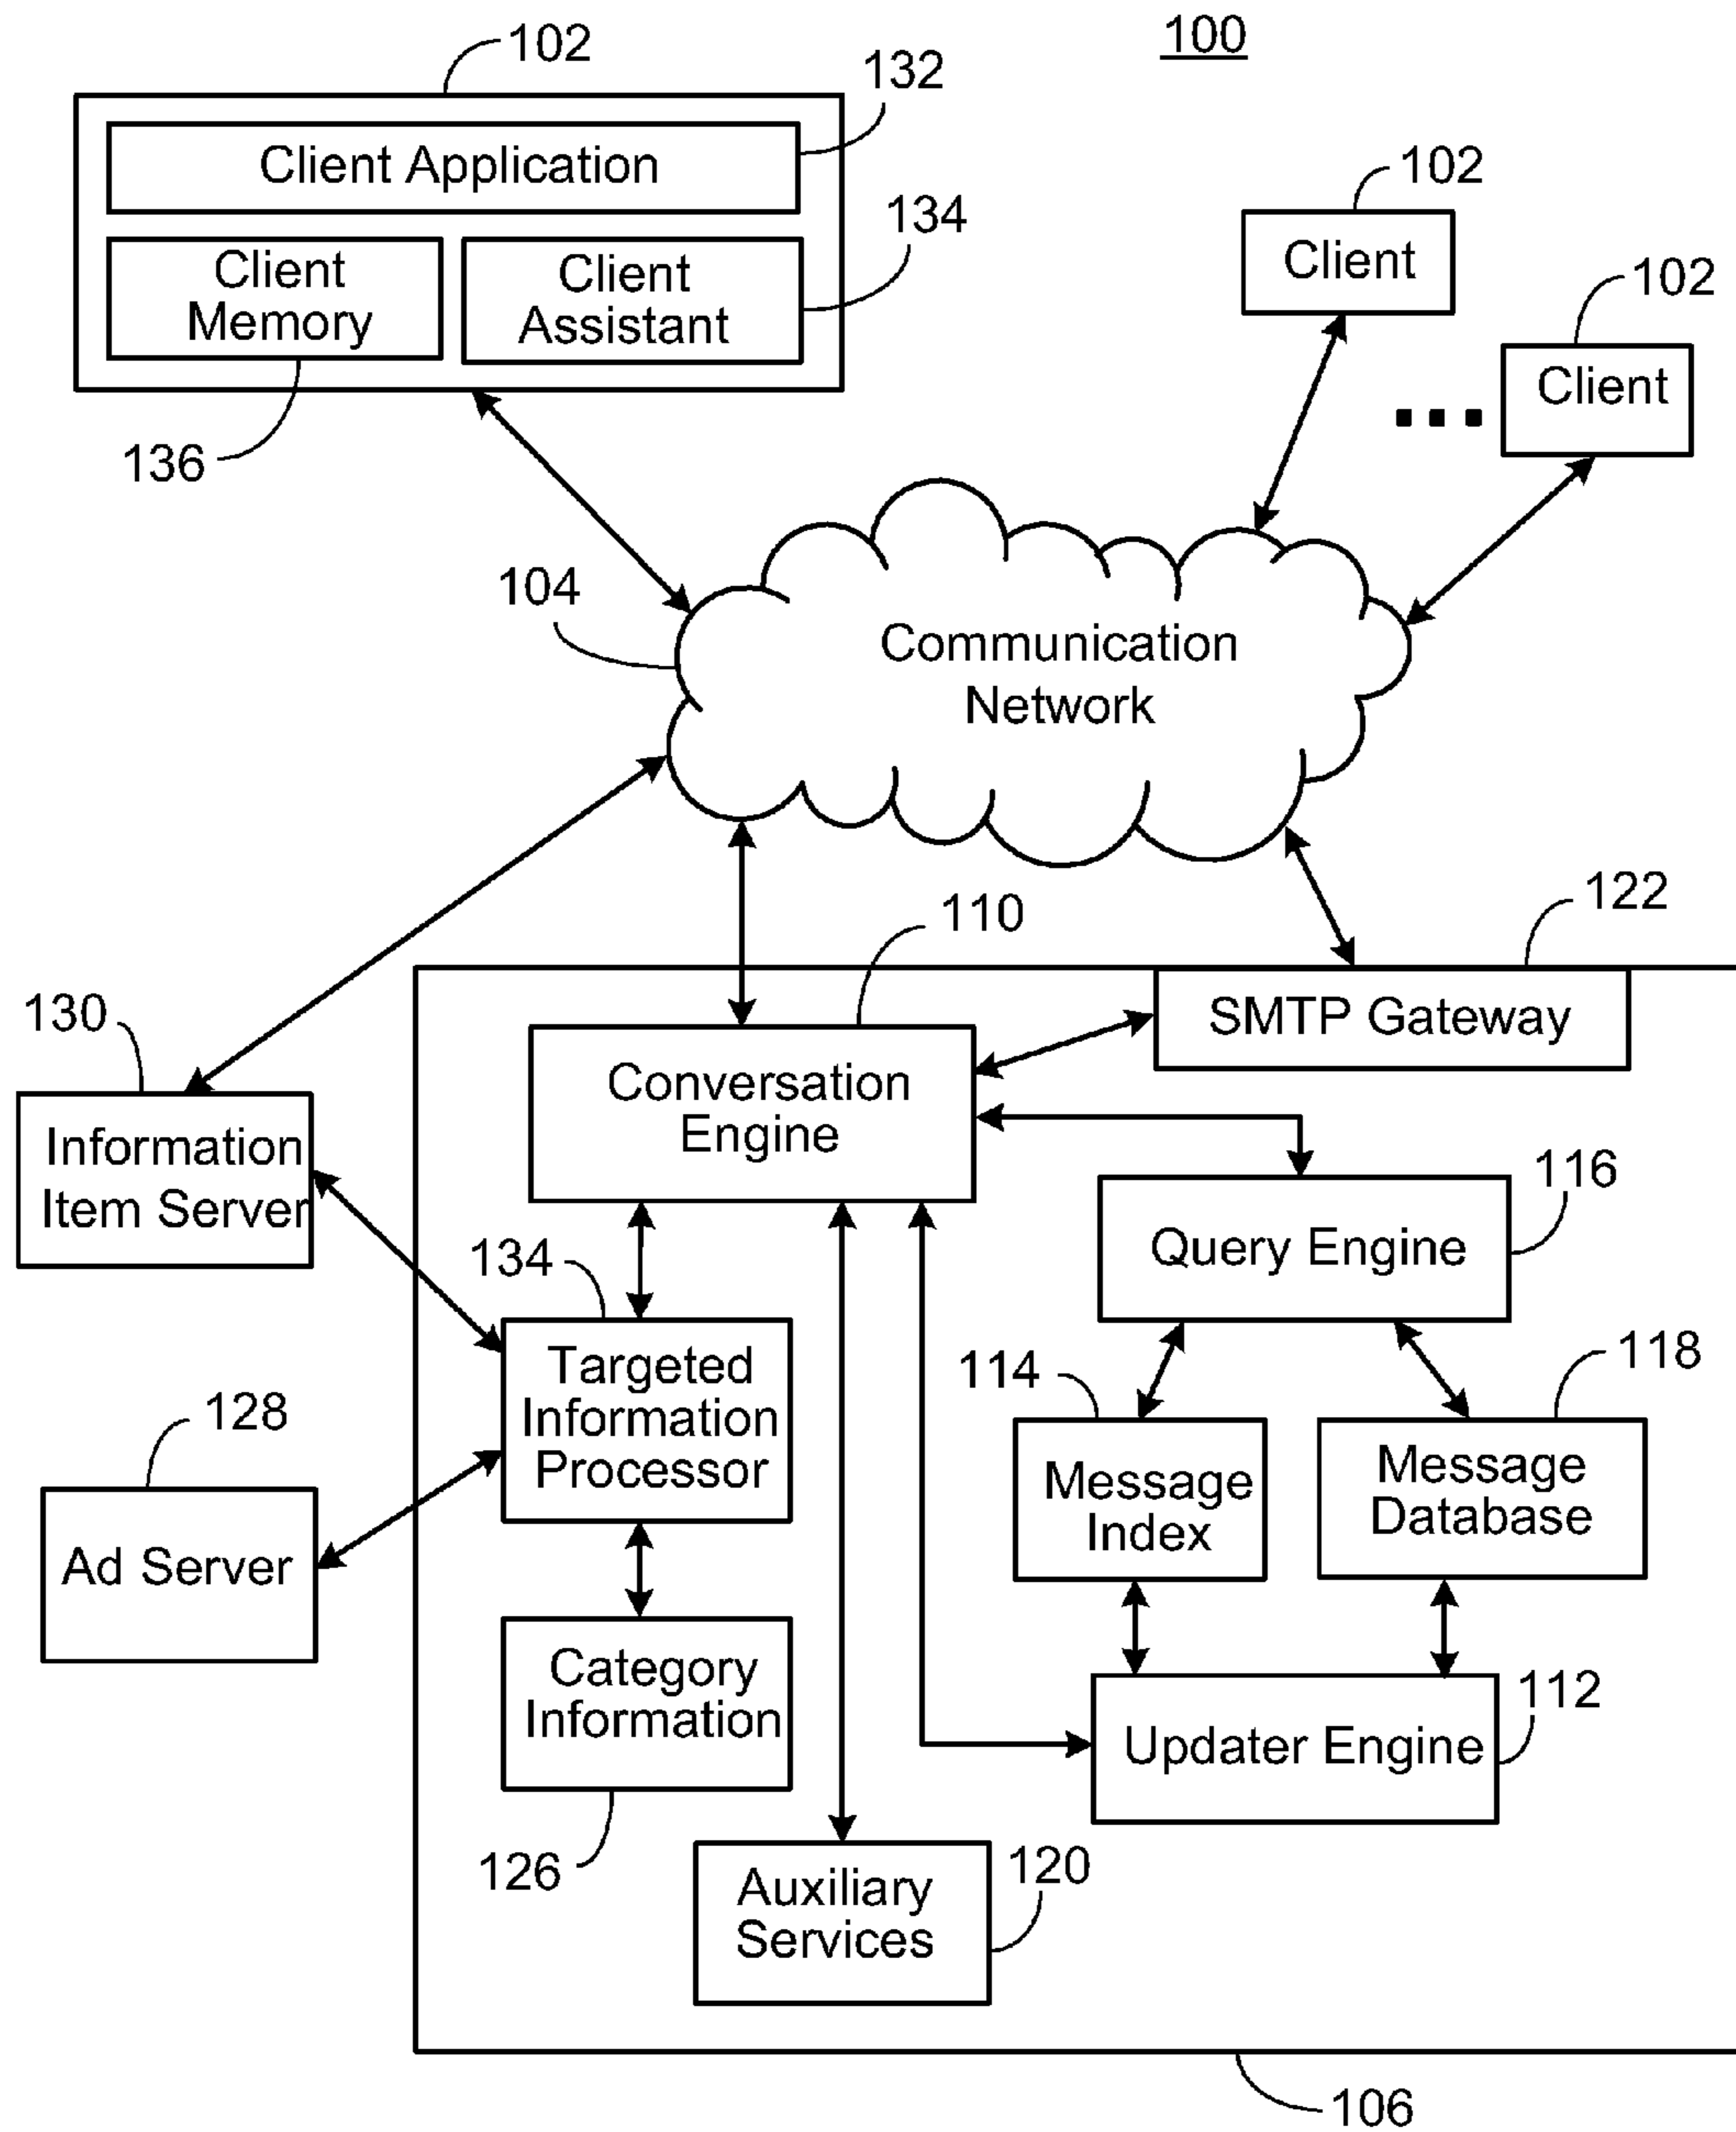 100
102
132
Client Application
134
Client
Memory
Client
Assistant
136
102
Client
102
Client
104
Communication
Network
110
122
SMTP Gateway
130
Information
Item Server
Conversation
Engine
116
Query Engine
134
Targeted
Information
Processor
114
118
Message
Index
Message
Database
128
Ad Server
Category
Information
126
112
Updater Engine
120
Auxiliary
Services
106